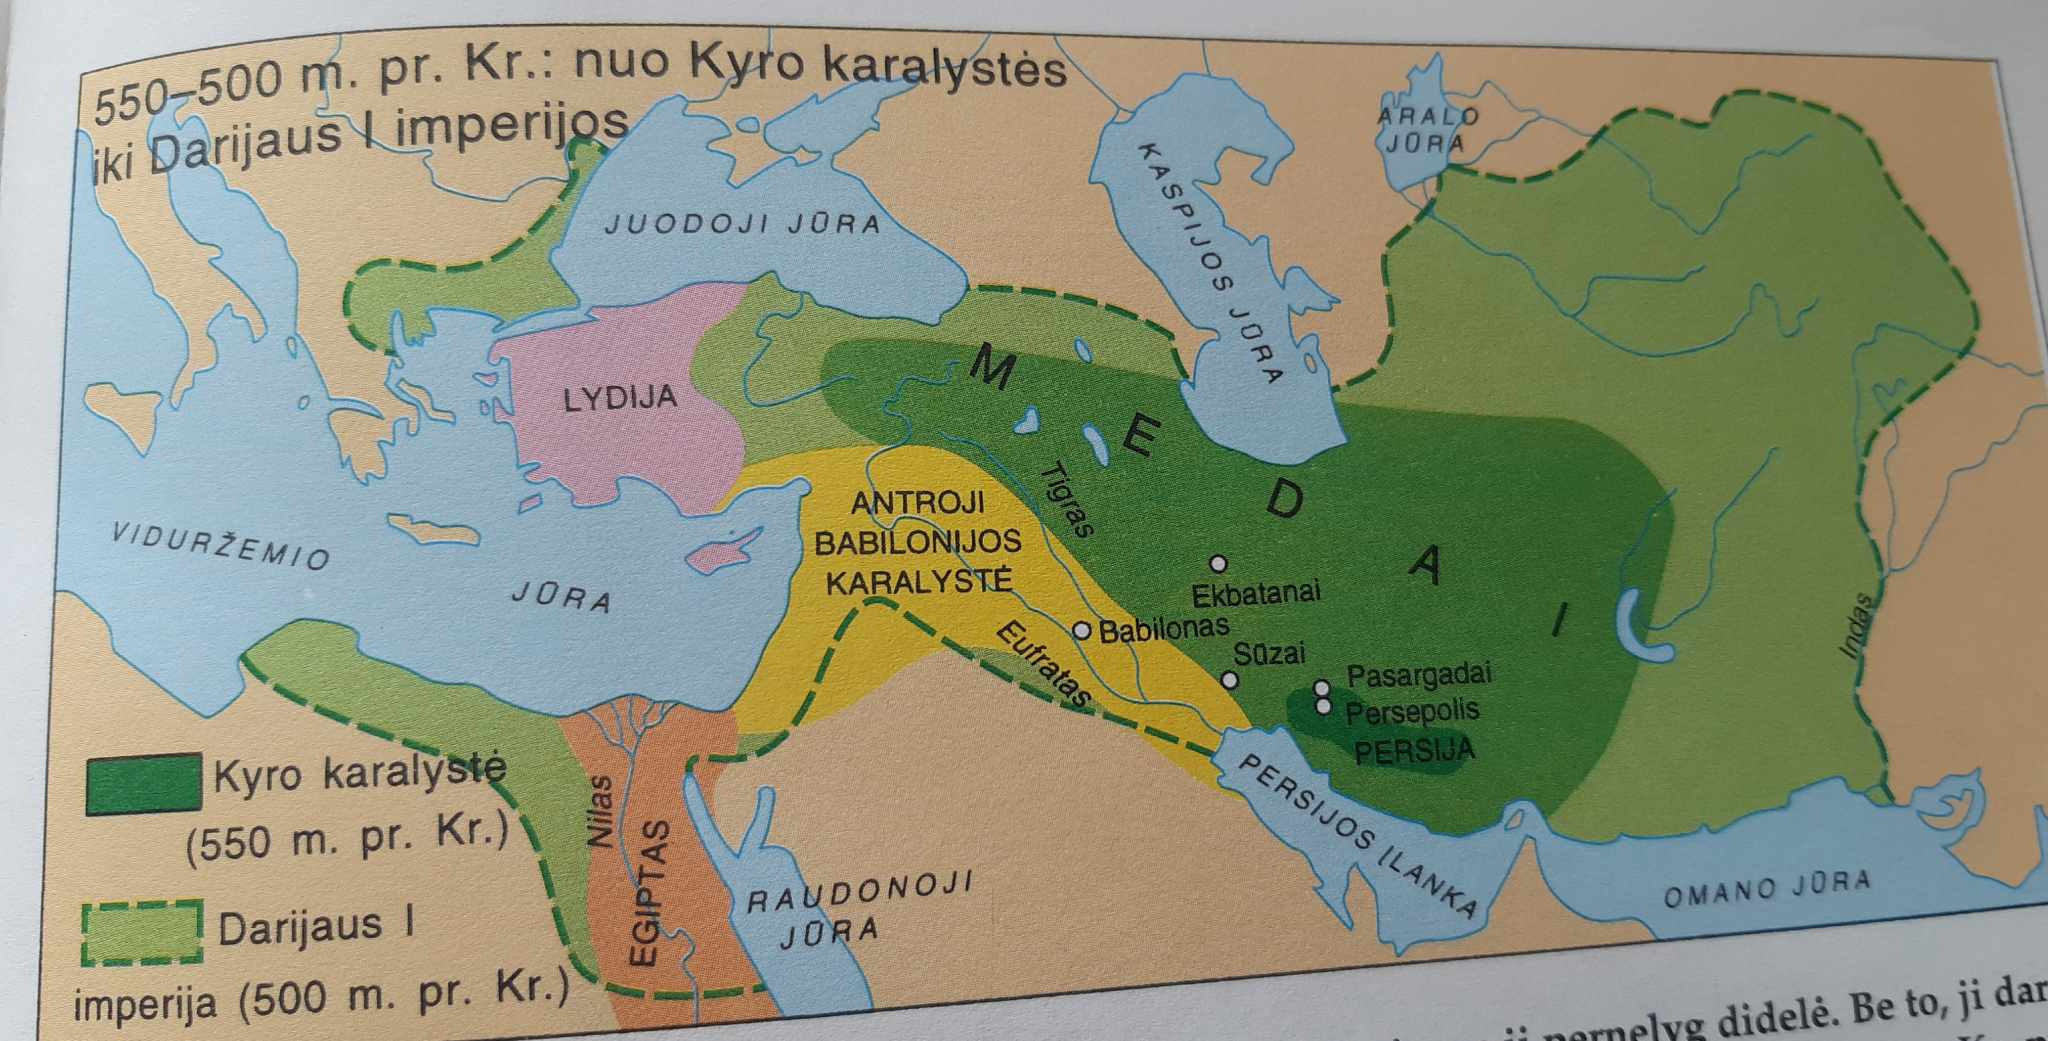 550–500 m. pr. Kr.: nuo Kyro karalystės
iki Darijaus I imperijos
ARALO
JŪRA
KASPIJOS JŪRA
JUODOJI JŪRA
LYDIJA
MEDAI
Tigras
ANTROJI
BABILONIJOS
KARALYSTĖ
VIDURŽEMIO
JŪRA
Ekbatanai
Babilonas
Eufratas
Sūzai
Pasargadai
Persepolis
PERSIJA
Indas
PERSIJOS ĮLANKA
OMANO JŪRA
Nilas
EGIPTAS
RAUDONOJI
JŪRA
Kyro karalystė
(550 m. pr. Kr.)
Darijaus I
imperija (500 m. pr. Kr.)
pernelyg didelė. Be to, ji dar